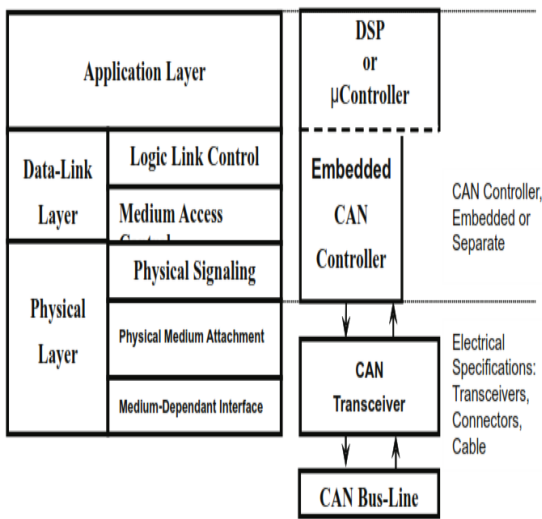 Application Layer
Data-Link
Layer
Logic Link Control
Medium Access
Physical
Layer
Physical Signaling
Physical Medium Attachment
Medium-Dependant Interface
DSP
or
µController
Embedded
CAN
Controller
CAN
Transceiver
CAN Bus-Line
CAN Controller,
Embedded or
Separate
Electrical
Specifications:
Transceivers,
Connectors,
Cable